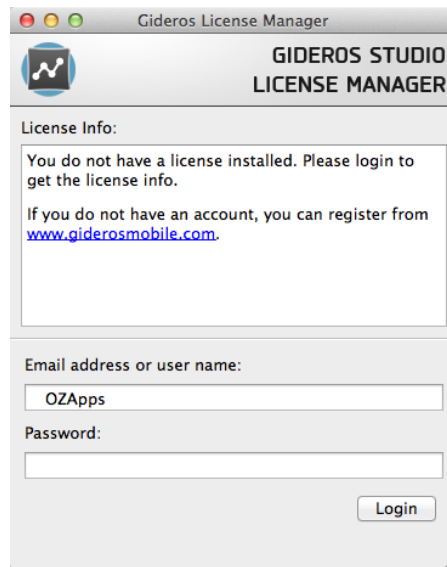 Gideros License Manager
GIDEROS STUDIO
LICENSE MANAGER
License Info:
You do not have a license installed. Please login to
get the license info.
If you do not have an account, you can register from
www.giderosmobile.com.
Email address or user name:
OZApps
Password:
Login